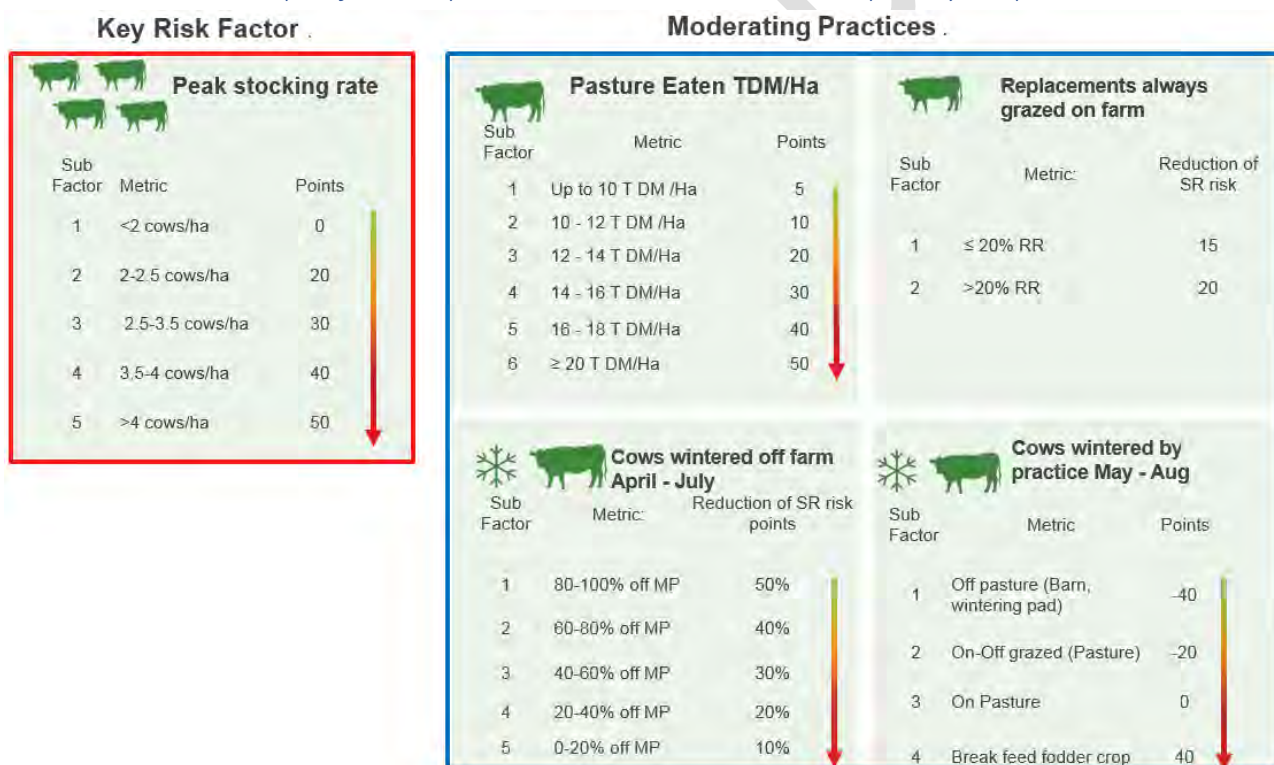 Key Risk Factor .
Moderating Practices .
Peak stocking rate
Sub
Factor Metric Points
1 <2 cows/ha 0
2 2-2.5 cows/ha 20
3 2.5-3.5 cows/ha 30
4 3.5-4 cows/ha 40
5 >4 cows/ha 50
Pasture Eaten TDM/Ha
Sub
Factor Metric Points
1 Up to 10 T DM /Ha 5
2 10 - 12 T DM /Ha 10
3 12 - 14 T DM/Ha 20
4 14 - 16 T DM/Ha 30
5 16 - 18 T DM/Ha 40
6 ≥ 20 T DM/Ha 50
Replacements always
grazed on farm
Sub
Factor Metric: Reduction of
SR risk
1 ≤ 20% RR 15
2 >20% RR 20
Cows wintered off farm
April - July
Sub
Factor Metric: Reduction of SR risk
points
1 80-100% off MP 50%
2 60-80% off MP 40%
3 40-60% off MP 30%
4 20-40% off MP 20%
5 0-20% off MP 10%
Cows wintered by
practice May - Aug
Sub
Factor Metric Points
1 Off pasture (Barn,
wintering pad) -40
2 On-Off grazed (Pasture) -20
3 On Pasture 0
4 Break feed fodder crop 40